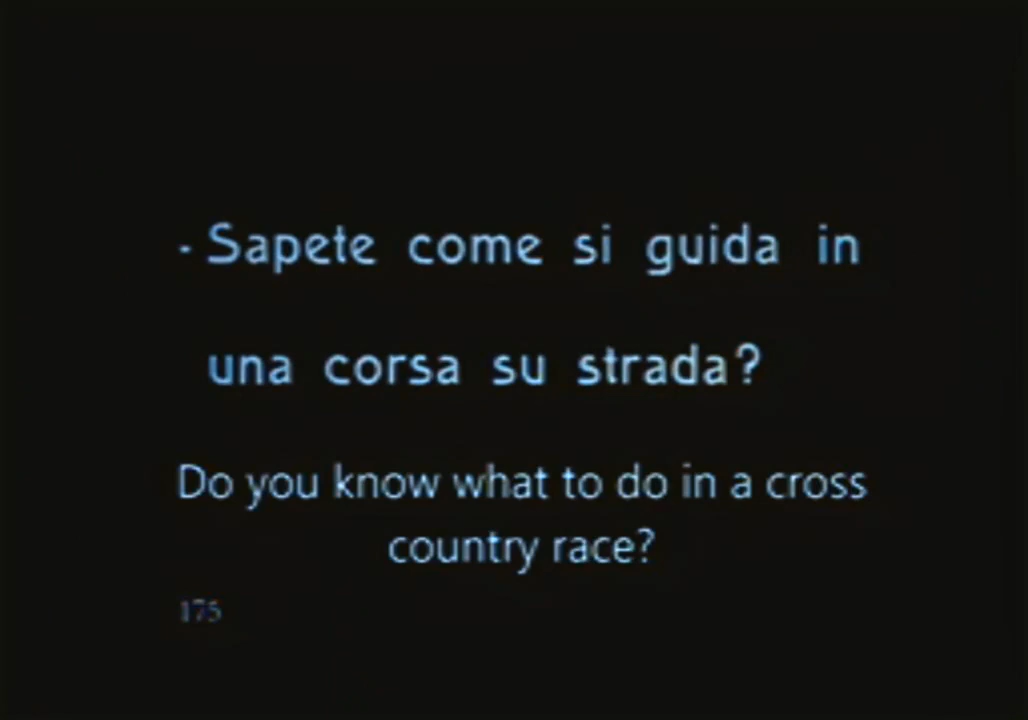 - Sapete come si guida in
una corsa su strada?
Do you know what to do in a cross
country race?
175